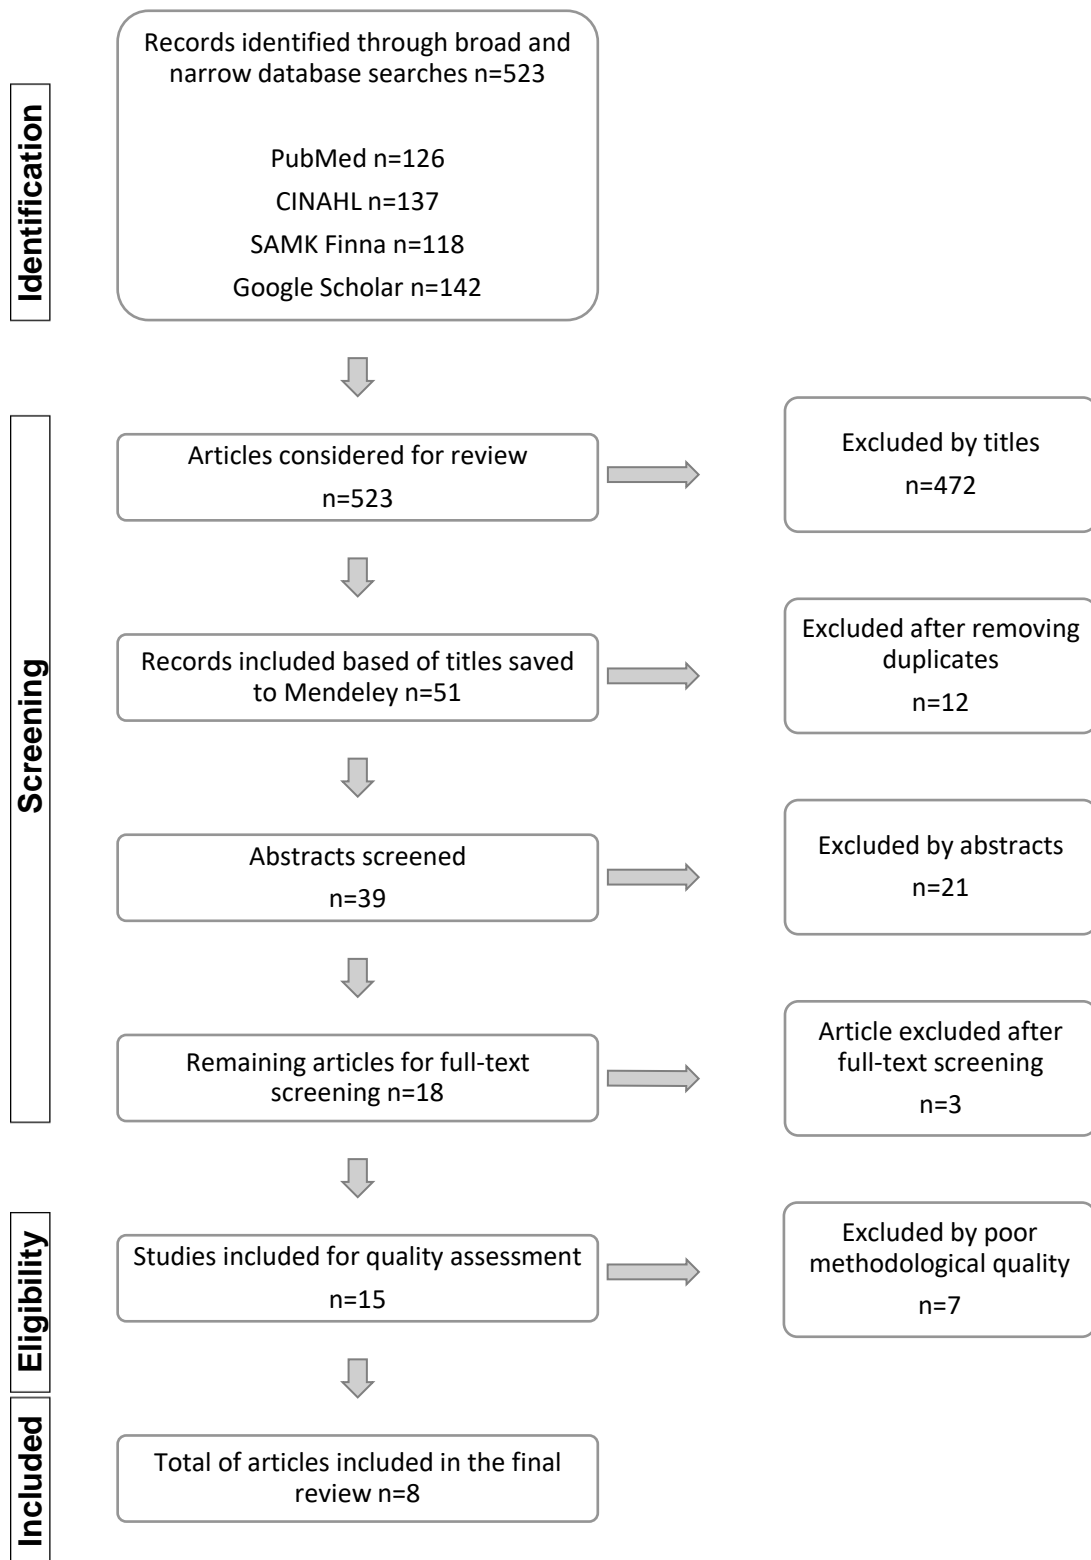 Identification
Records identified through broad and
narrow database searches n=523
PubMed n=126
CINAHL n=137
SAMK Finna n=118
Google Scholar n=142
Screening
Articles considered for review
n=523
Excluded by titles
n=472
Records included based of titles saved
to Mendeley n=51
Excluded after removing
duplicates
n=12
Abstracts screened
n=39
Excluded by abstracts
n=21
Remaining articles for full-text
screening n=18
Article excluded after
full-text screening
n=3
Eligibility
Studies included for quality assessment
n=15
Excluded by poor
methodological quality
n=7
Included
Total of articles included in the final
review n=8